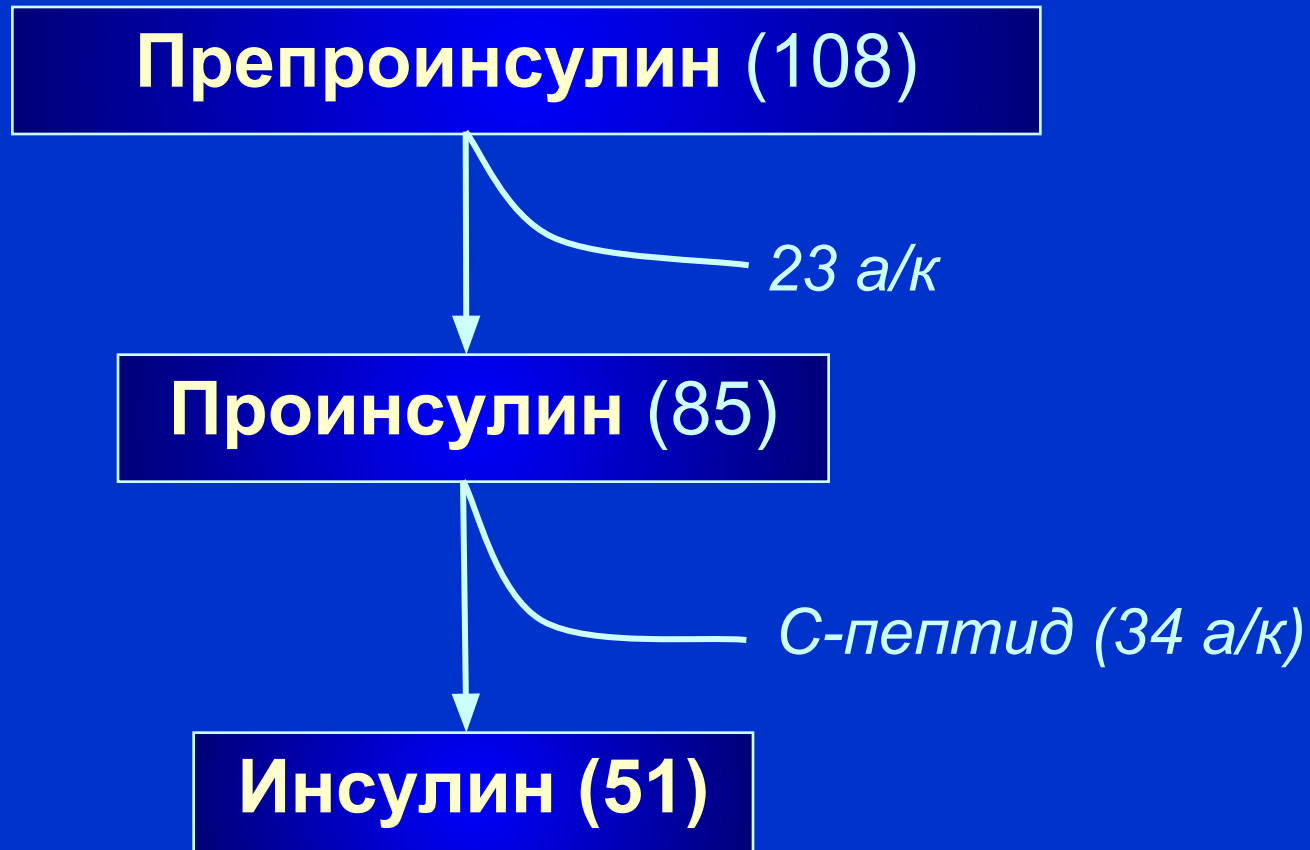 Препроинсулин (108)
23 а/к
Проинсулин (85)
С-пептид (34 а/к)
Инсулин (51)